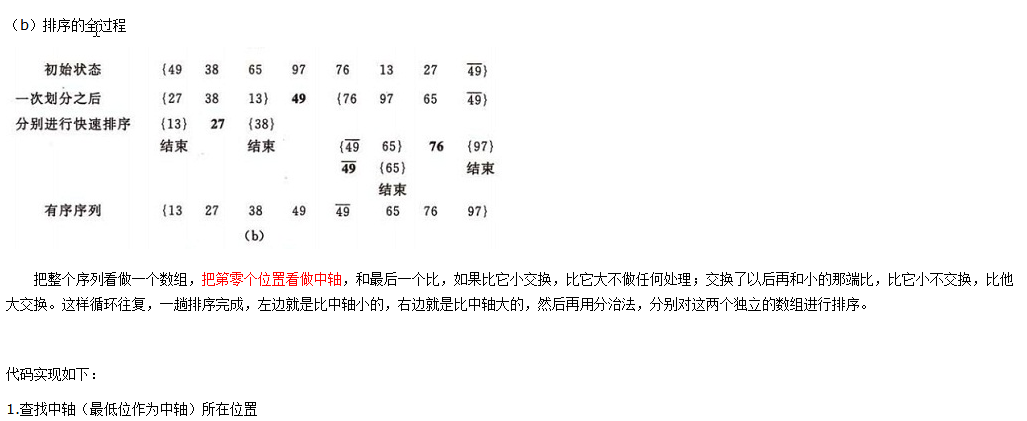 （b）排序的全过程
初始状态 {49 38 65 97 76 13 27 4̅9̅}
一次划分之后 {27 38 13} 49 {76 97 65 4̅9̅}
分别进行快速排序 {13} 27 {38}
结束 结束 {4̅9̅ 65} 76 {97}
4̅9̅ {65} 结束
结束
有序序列 {13 27 38 49 4̅9̅ 65 76 97}
(b)
把整个序列看做一个数组，把第零个位置看做中轴，和最后一个比，如果比它小交换，比它大不做任何处理；交换了以后再和小的那端比，比它小不交换，比他
大交换。这样循环往复，一趟排序完成，左边就是比中轴小的，右边就是比中轴大的，然后再用分治法，分别对这两个独立的数组进行排序。
代码实现如下：
1.查找中轴（最低位作为中轴）所在位置